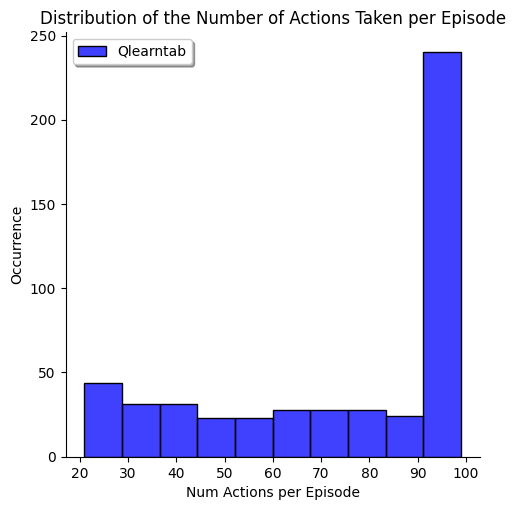 Distribution of the Number of Actions Taken per Episode
Qlearntab
250
200
150
100
50
0
Occurrence
20 30 40 50 60 70 80 90 100
Num Actions per Episode